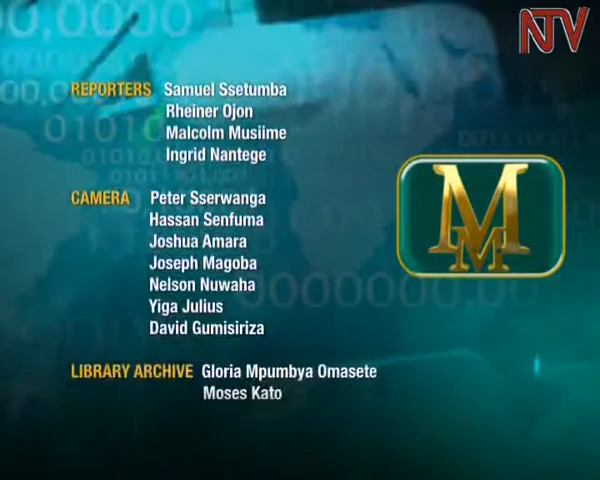 NTV
REPORTERS Samuel Ssetumba
Rheiner Ojon
Malcolm Musiime
Ingrid Nantege
CAMERA Peter Sserwanga
Hassan Senfuma
Joshua Amara
Joseph Magoba
Nelson Nuwaha
Yiga Julius
David Gumisiriza
LIBRARY ARCHIVE Gloria Mpumbya Omasete
Moses Kato
MM